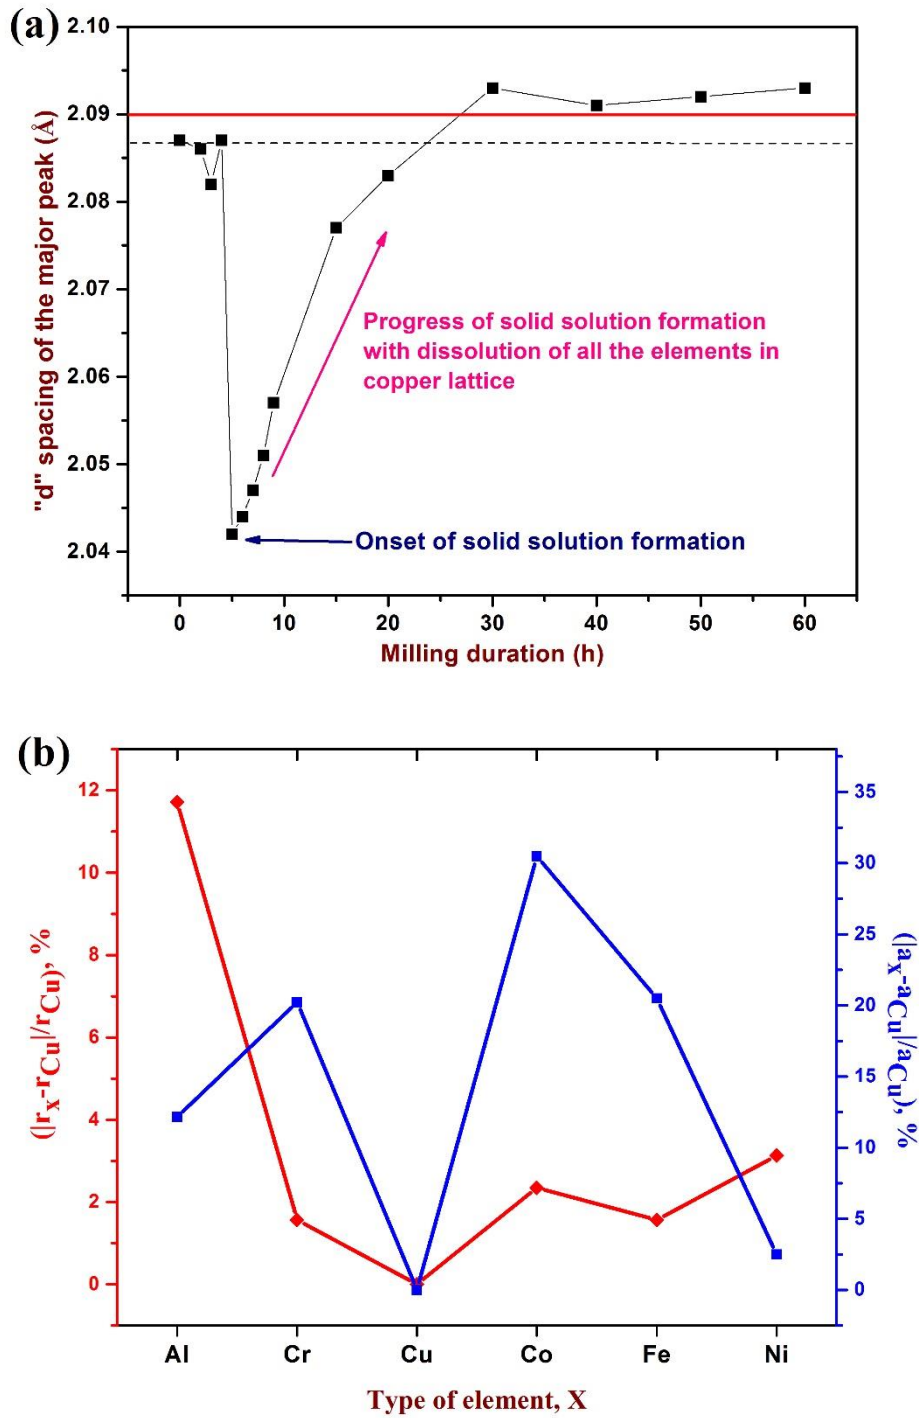 (a)
"d" spacing of the major peak (Å)
2.10
2.09
2.08
2.07
2.06
2.05
2.04
Progress of solid solution formation
with dissolution of all the elements in
copper lattice
Onset of solid solution formation
0 10 20 30 40 50 60
Milling duration (h)
(b)
(|rx-rCu|/rCu), %
12
10
8
6
4
2
0
35
30
25
20
15
10
5
0
(|ax-aCu|/aCu), %
Al Cr Cu Co Fe Ni
Type of element, X